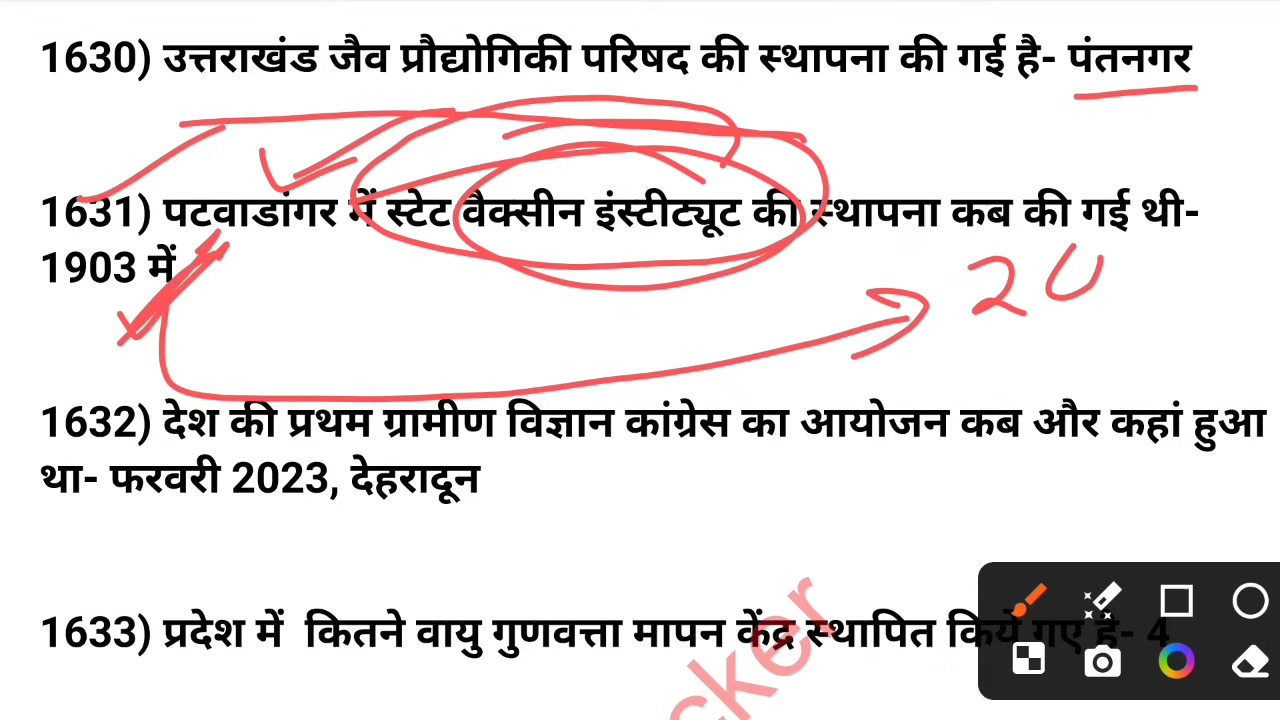 1630) उत्तराखंड जैव प्रौद्योगिकी परिषद की स्थापना की गई है- पंतनगर
1631) पटवाडांगर में स्टेट वैक्सीन इंस्टीट्यूट की स्थापना कब की गई थी-
1903 में
20
1632) देश की प्रथम ग्रामीण विज्ञान कांग्रेस का आयोजन कब और कहां हुआ
था- फरवरी 2023, देहरादून
1633) प्रदेश में कितने वायु गुणवत्ता मापन केंद्र स्थापित किये गए है- 4
cker